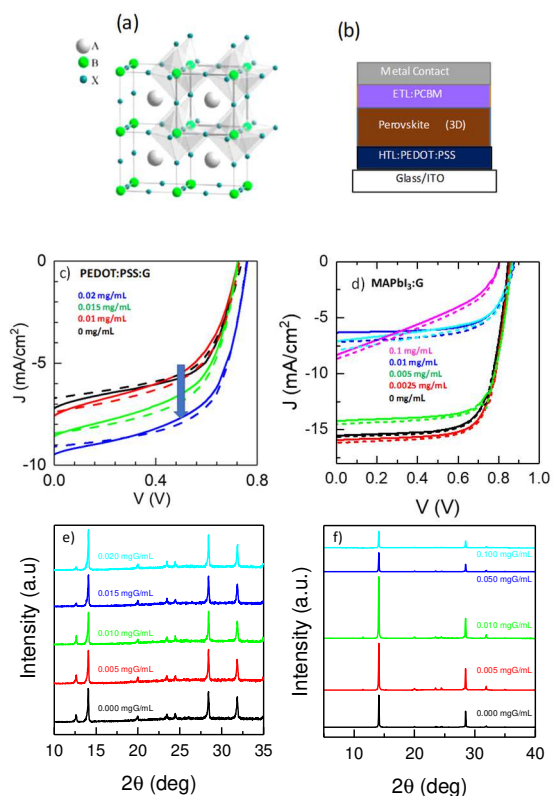 (a)
A
B
X
(b)
Metal Contact
ETL:PCBM
Perovskite (3D)
HTL:PEDOT:PSS
Glass/ITO
c) PEDOT:PSS:G
0.02 mg/mL
0.015 mg/mL
0.01 mg/mL
0 mg/mL
J (mA/cm²)
0
-5
-10
0.0 0.4 0.8
V (V)
d) MAPbI₃:G
0.1 mg/mL
0.01 mg/mL
0.005 mg/mL
0.0025 mg/mL
0 mg/mL
J (mA/cm²)
0
-5
-10
-15
0.0 0.2 0.4 0.6 0.8 1.0
V (V)
e)
0.020 mgG/mL
0.015 mgG/mL
0.010 mgG/mL
0.005 mgG/mL
0.000 mgG/mL
Intensity (a.u)
10 15 20 25 30 35
2θ (deg)
f)
0.100 mgG/mL
0.050 mgG/mL
0.010 mgG/mL
0.005 mgG/mL
0.000 mgG/mL
Intensity (a.u.)
10 20 30 40
2θ (deg)